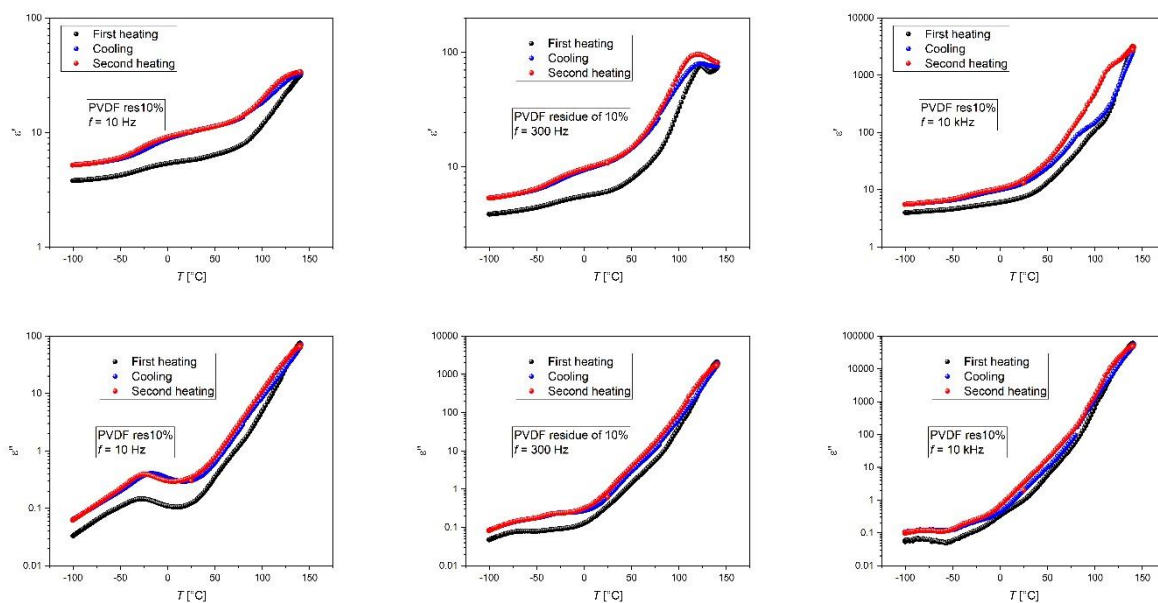 100
First heating
Cooling
Second heating
PVDF res10%
f = 10 Hz
10
ε'
1
-100 -50 0 50 100 150
T [°C]
100
First heating
Cooling
Second heating
PVDF residue of 10%
f = 300 Hz
ε'
10
-100 -50 0 50 100 150
T [°C]
10000
First heating
Cooling
Second heating
1000
PVDF res10%
f = 10 kHz
ε'
100
10
1
-100 -50 0 50 100 150
T [°C]
100
First heating
Cooling
Second heating
10
PVDF res10%
f = 10 Hz
ε"
1
0.1
0.01
-100 -50 0 50 100 150
T [°C]
10000
First heating
Cooling
Second heating
1000
100
PVDF residue of 10%
f = 300 Hz
ε"
10
1
0.1
0.01
-100 -50 0 50 100 150
T [°C]
100000
First heating
Cooling
Second heating
10000
1000
PVDF res10%
f = 10 kHz
ε"
100
10
1
0.1
0.01
-100 -50 0 50 100 150
T [°C]